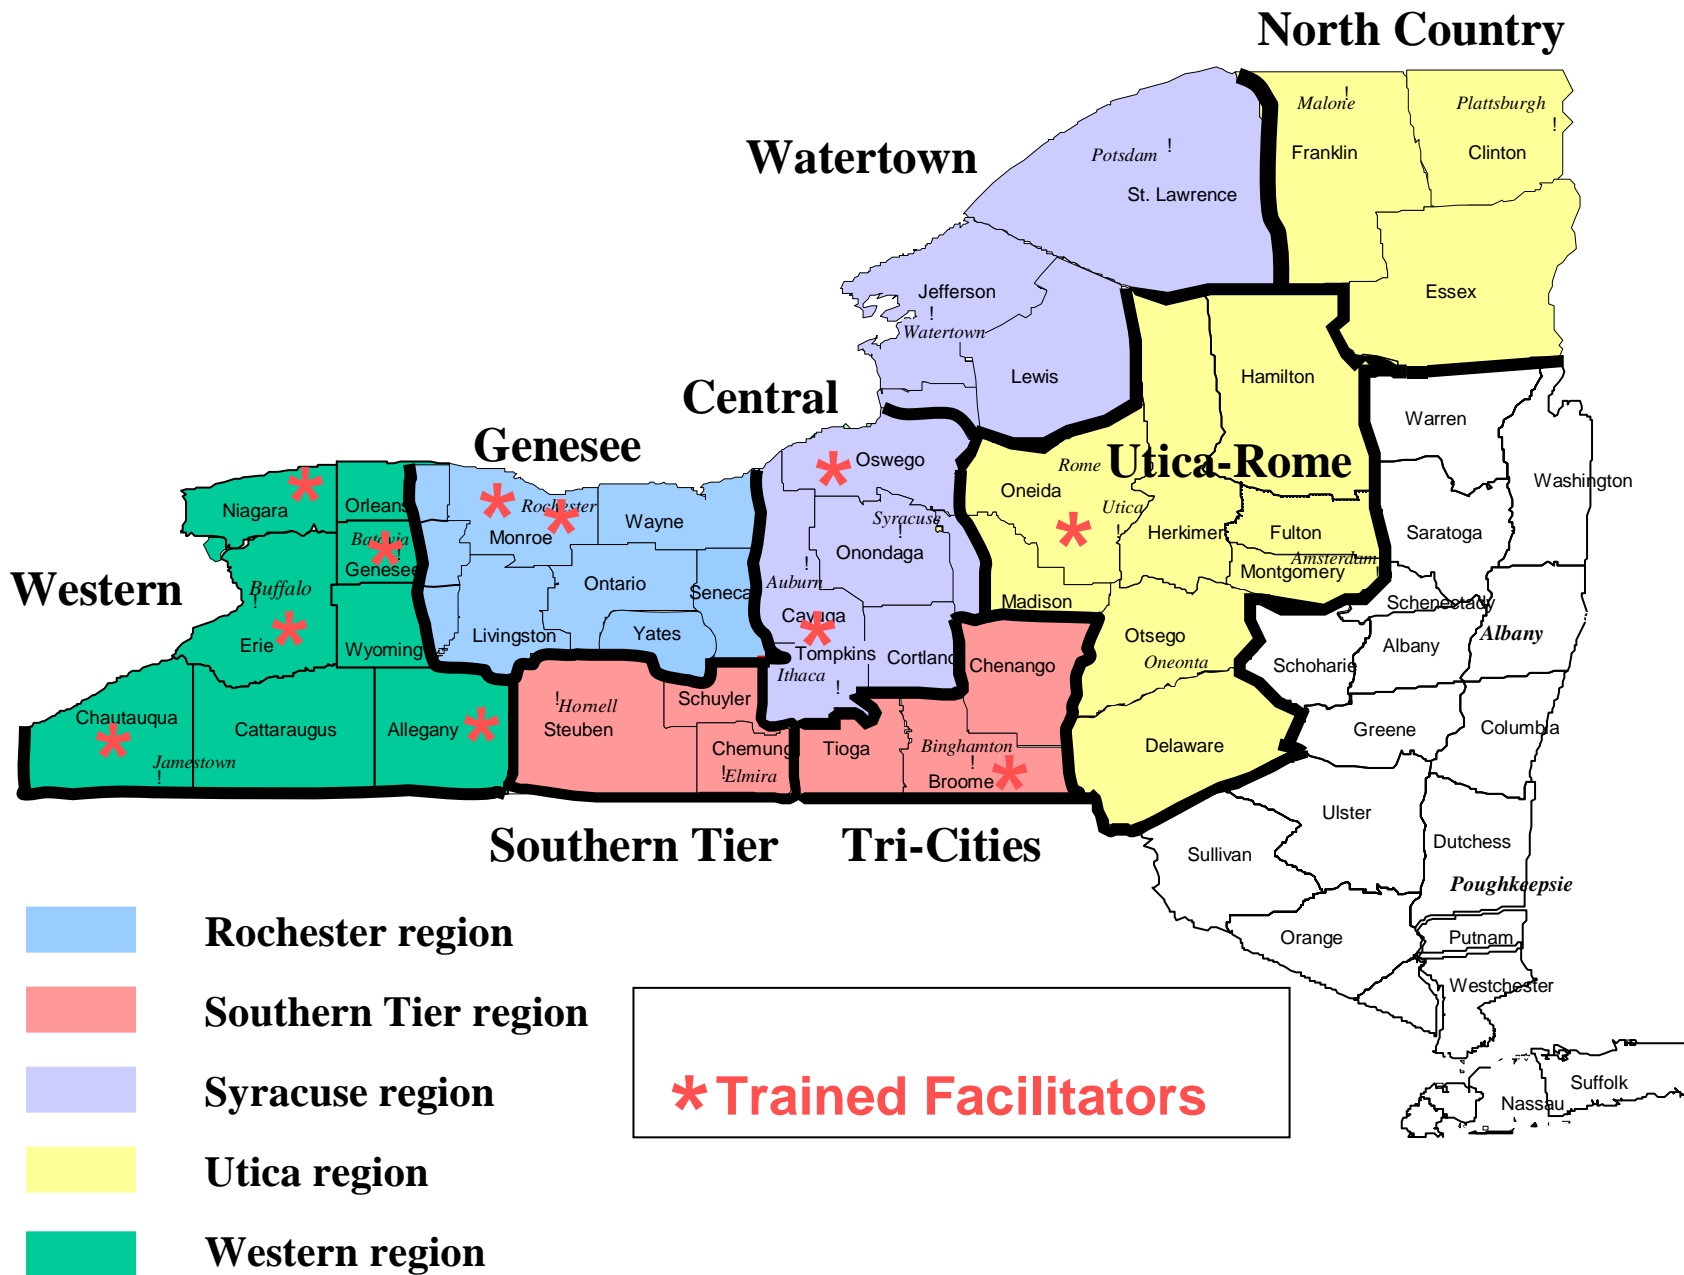 North Country
Malone
!
Plattsburgh
!
Watertown
Potsdam
!
Franklin
Clinton
St. Lawrence
Jefferson
!
Watertown
Essex
Lewis
Hamilton
Central
Warren
Genesee
Oswego
*
Rome
Utica-Rome
Washington
Niagara
*
Orleans
*
Rochester
*
Monroe
Wayne
Oneida
*
Utica
!
Herkimer
Fulton
Saratoga
Syracuse
!
Onondaga
Batavia
!
*
Genesee
Amsterdam
!
Montgomery
Western
Buffalo
!
Ontario
Seneca
!
Auburn
Cayuga
*
Madison
Schenectady
Erie
*
Wyoming
Livingston
Yates
Tompkins
Cortland
Chenango
Otsego
Oneonta
Schoharie
Albany
Albany
Ithaca
!
Chautauqua
*
Jamestown
!
Cattaraugus
Allegany
*
!Hornell
Steuben
Schuyler
Chemung
!Elmira
Tioga
Binghamton
!
Broome
*
Delaware
Greene
Columbia
Southern Tier
Tri-Cities
Ulster
Sullivan
Dutchess
Poughkeepsie
Orange
Putnam
Westchester
Suffolk
Nassau
Rochester region
Southern Tier region
Syracuse region
Utica region
Western region
*Trained Facilitators